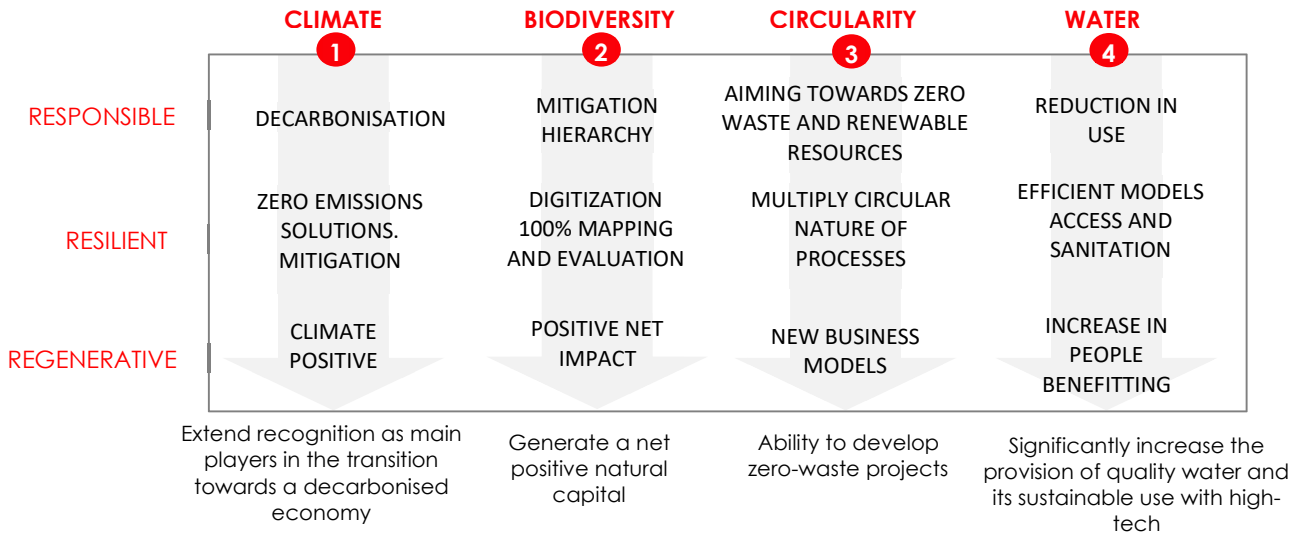 CLIMATE
BIODIVERSITY
CIRCULARITY
WATER
1
2
3
4
RESPONSIBLE
DECARBONISATION
MITIGATION
HIERARCHY
AIMING TOWARDS ZERO
WASTE AND RENEWABLE
RESOURCES
REDUCTION IN
USE
RESILIENT
ZERO EMISSIONS
SOLUTIONS.
MITIGATION
DIGITIZATION
100% MAPPING
AND EVALUATION
MULTIPLY CIRCULAR
NATURE OF
PROCESSES
EFFICIENT MODELS
ACCESS AND
SANITATION
REGENERATIVE
CLIMATE
POSITIVE
POSITIVE NET
IMPACT
NEW BUSINESS
MODELS
INCREASE IN
PEOPLE
BENEFITTING
Extend recognition as main
players in the transition
towards a decarbonised
economy
Generate a net
positive natural
capital
Ability to develop
zero-waste projects
Significantly increase the
provision of quality water and
its sustainable use with high-
tech